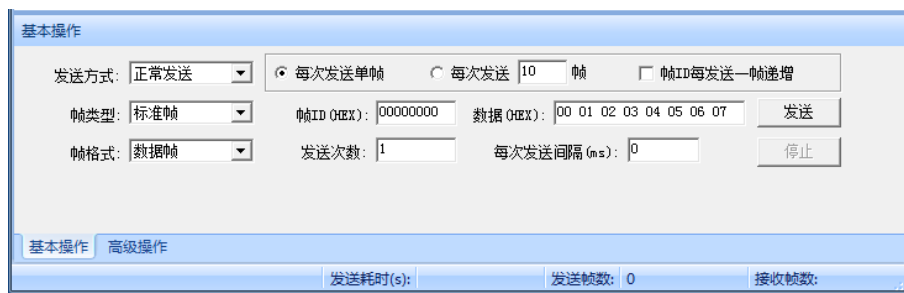 基本操作
发送方式: 正常发送 每次发送单帧 每次发送 10 帧 帧ID每发送一帧递增
帧类型: 标准帧 帧ID(HEX): 00000000 数据(HEX): 00 01 02 03 04 05 06 07 发送
帧格式: 数据帧 发送次数: 1 每次发送间隔(ms): 0 停止
基本操作 高级操作
发送耗时(s): 发送帧数: 0 接收帧数: